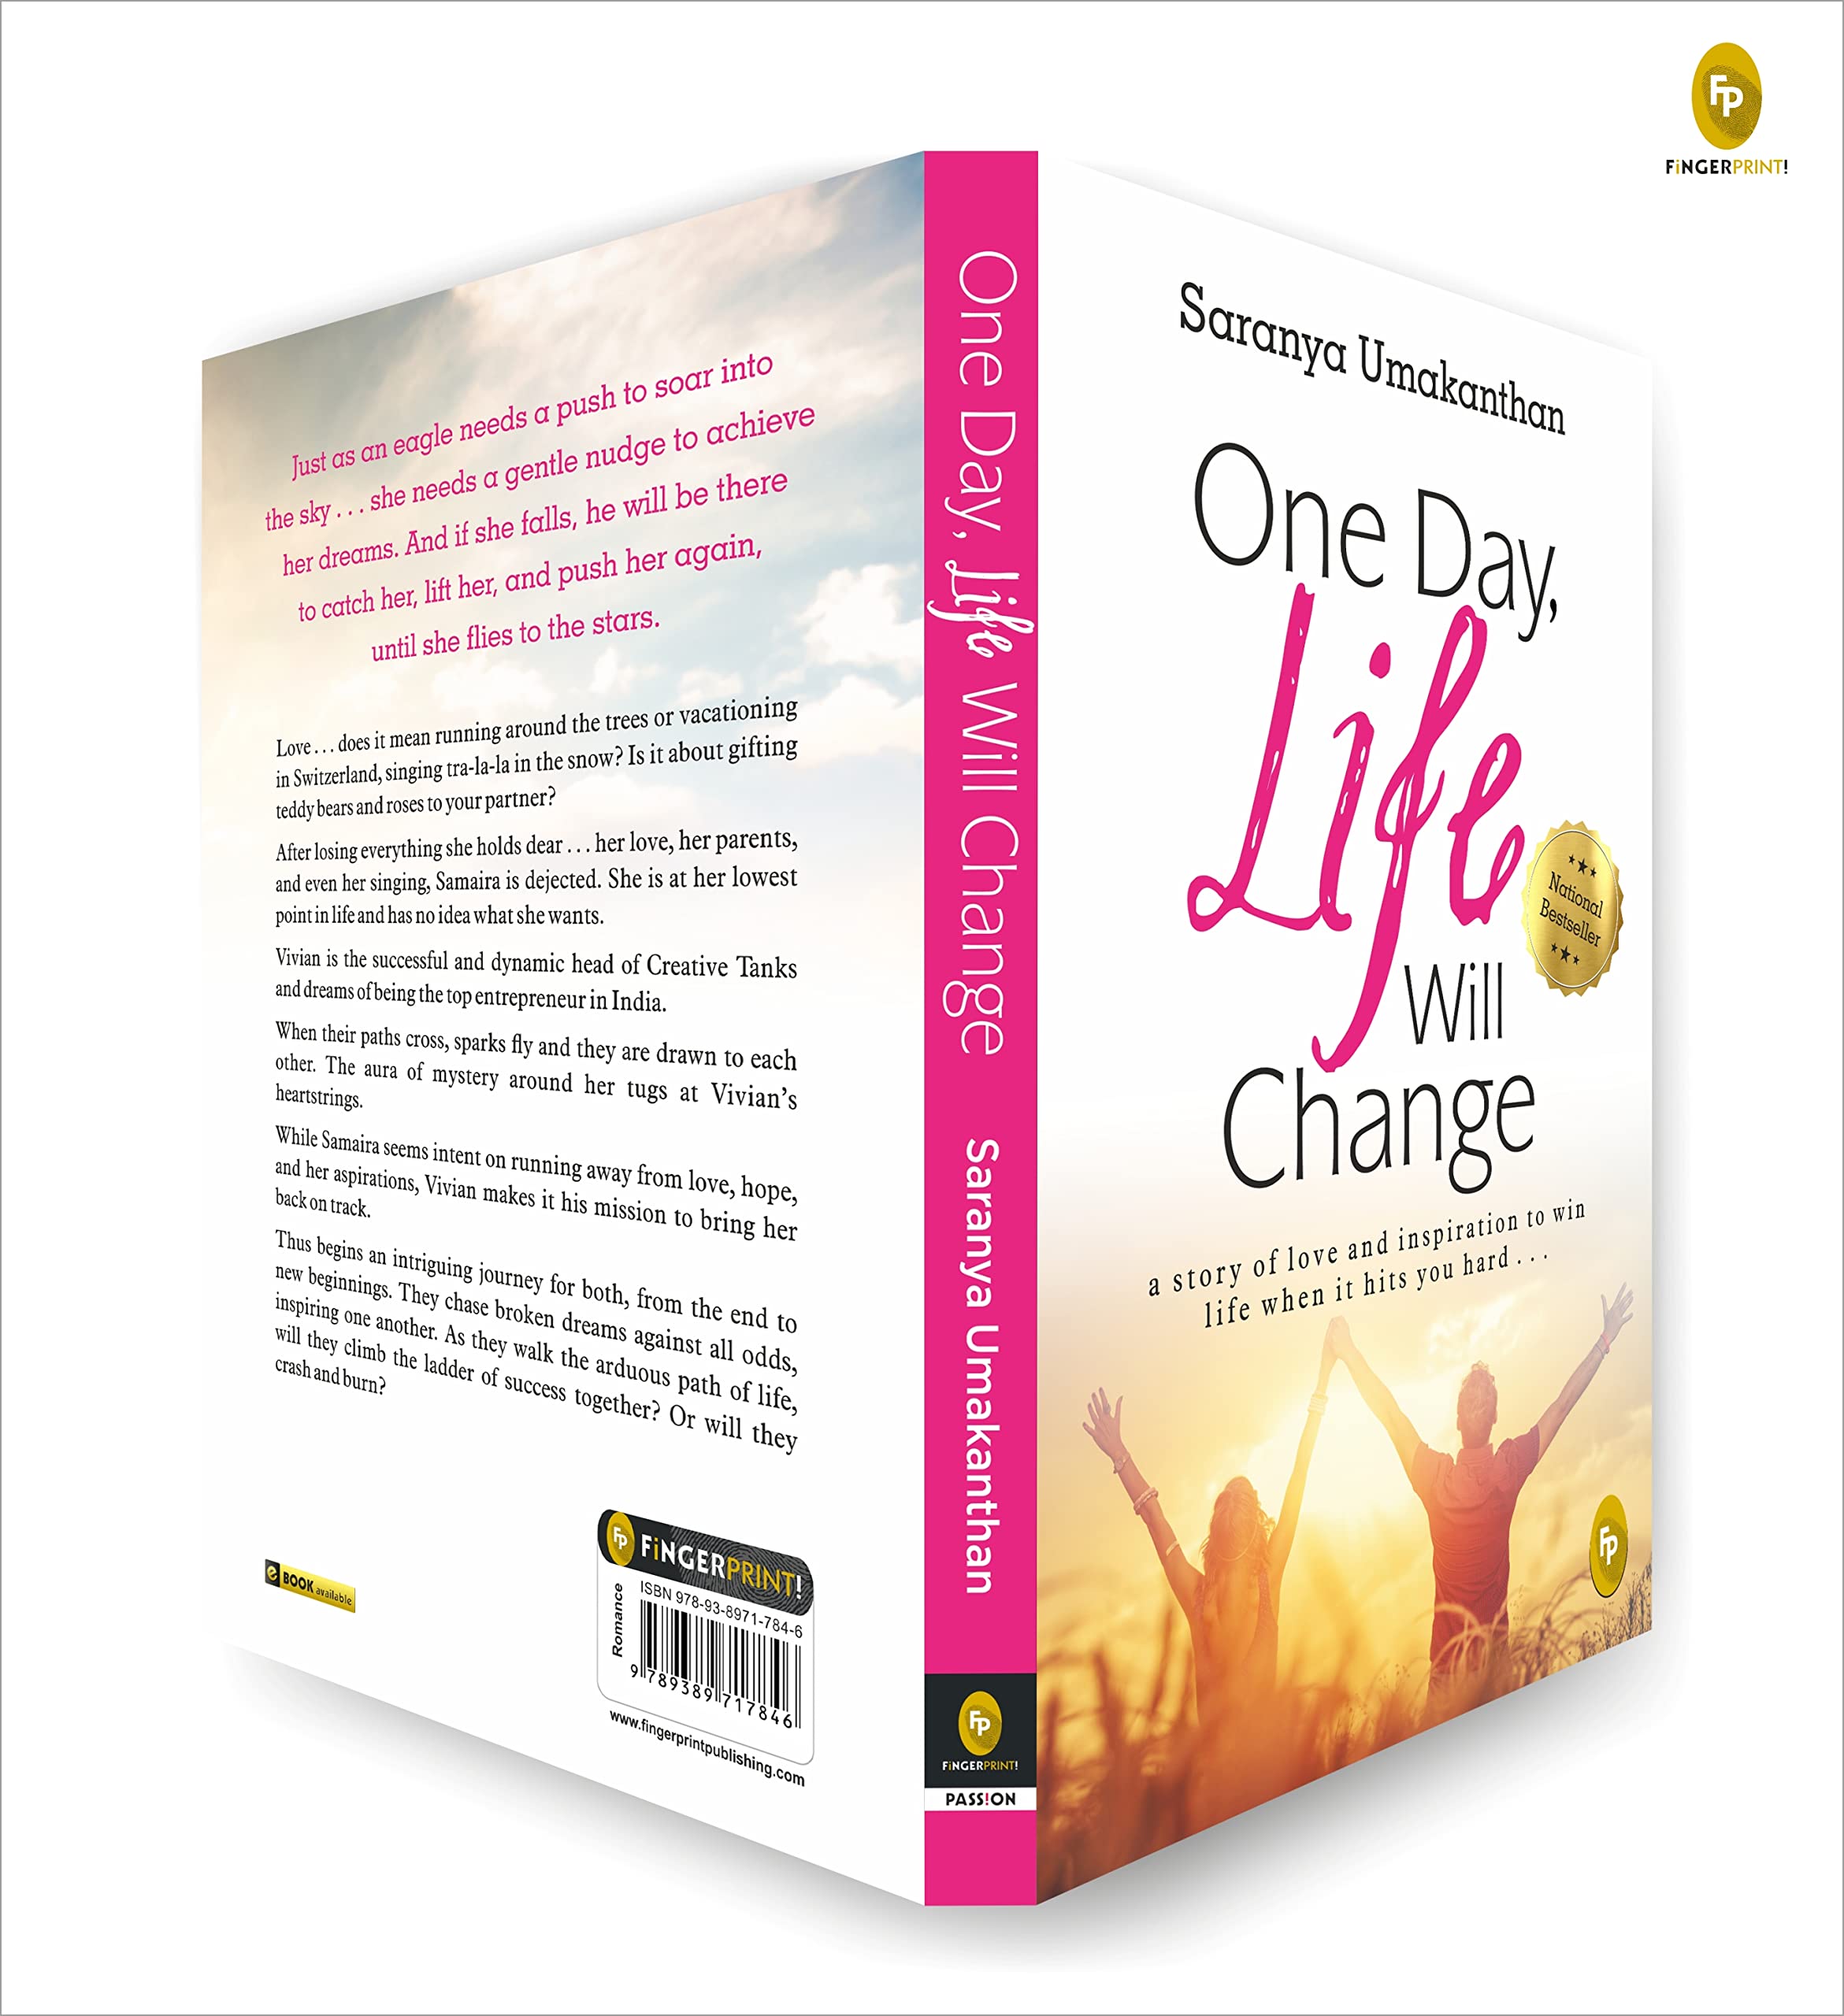 FP
FiNGERPRINT!
Just as an eagle needs a push to soar into
the sky . . . she needs a gentle nudge to achieve
her dreams. And if she falls, he will be there
to catch her, lift her, and push her again,
until she flies to the stars.
Love . . . does it mean running around the trees or vacationing
in Switzerland, singing tra-la-la in the snow? Is it about gifting
teddy bears and roses to your partner?
After losing everything she holds dear . . . her love, her parents,
and even her singing, Samaira is dejected. She is at her lowest
point in life and has no idea what she wants.
Vivian is the successful and dynamic head of Creative Tanks
and dreams of being the top entrepreneur in India.
When their paths cross, sparks fly and they are drawn to each
other. The aura of mystery around her tugs at Vivian’s
heartstrings.
While Samaira seems intent on running away from love, hope,
and her aspirations, Vivian makes it his mission to bring her
back on track.
Thus begins an intriguing journey for both, from the end to
new beginnings. They chase broken dreams against all odds,
inspiring one another. As they walk the arduous path of life,
will they climb the ladder of success together? Or will they
crash and burn?
e BOOK available
FP FiNGERPRINT!
ISBN 978-93-8971-784-6
Romance
9 789389 717846
www.fingerprintpublishing.com
One Day, Life Will Change
Saranya Umakanthan
FP
FiNGERPRINT!
PASS!ON
Saranya Umakanthan
One Day,
Life
Will
Change
National
Bestseller
a story of love and inspiration to win
life when it hits you hard . . .
FP